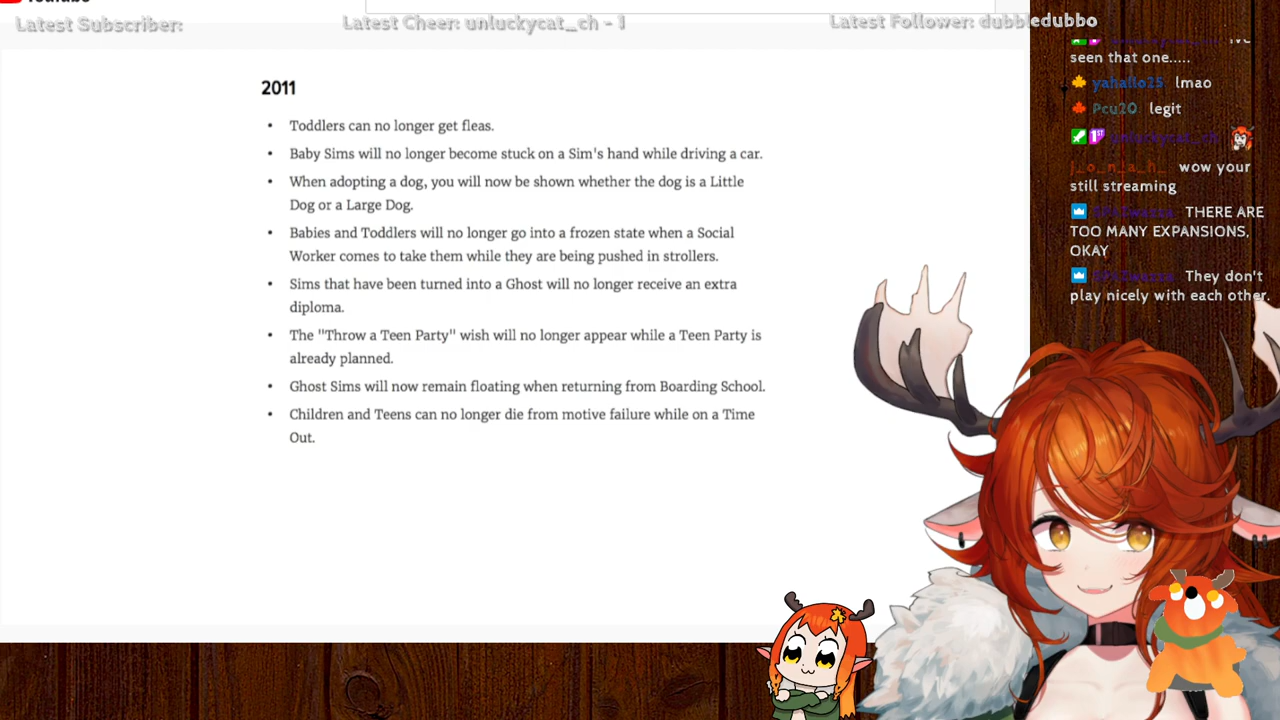 Latest Subscriber:
Latest Cheer: unluckycat_ch - 1
Latest Follower: dubbledubbo
2011
• Toddlers can no longer get fleas.
• Baby Sims will no longer become stuck on a Sim's hand while driving a car.
• When adopting a dog, you will now be shown whether the dog is a Little
Dog or a Large Dog.
• Babies and Toddlers will no longer go into a frozen state when a Social
Worker comes to take them while they are being pushed in strollers.
• Sims that have been turned into a Ghost will no longer receive an extra
diploma.
• The "Throw a Teen Party" wish will no longer appear while a Teen Party is
already planned.
• Ghost Sims will now remain floating when returning from Boarding School.
• Children and Teens can no longer die from motive failure while on a Time
Out.
seen that one.....
yahallo25 lmao
Pcu20 legit
unluckycat_ch
j_o_n_a_h_ wow your
still streaming
THERE ARE
TOO MANY EXPANSIONS,
OKAY
They don't
play nicely with each other.